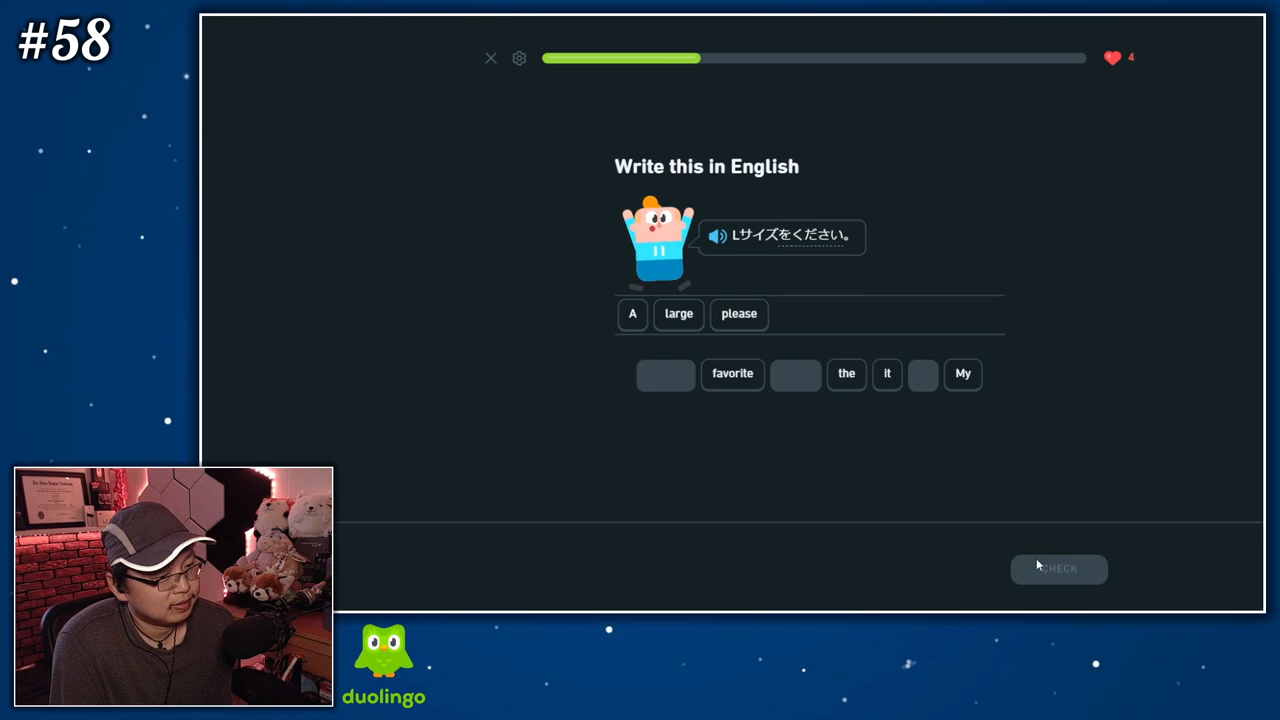 #58
4
Write this in English
Lサイズをください。
A large please
favorite the it My
CHECK
duolingo